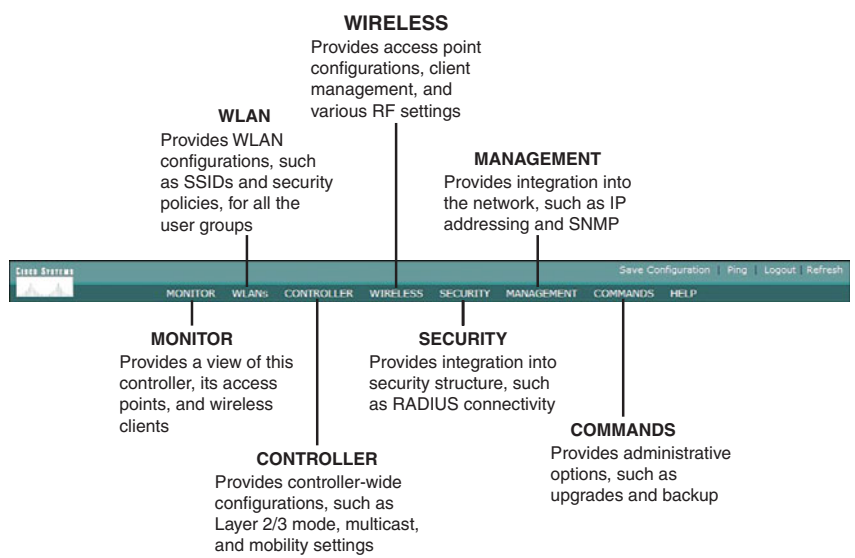 WIRELESS
Provides access point
configurations, client
management, and
various RF settings
WLAN
Provides WLAN
configurations, such
as SSIDs and security
policies, for all the
user groups
MANAGEMENT
Provides integration into
the network, such as IP
addressing and SNMP
CISCO SYSTEMS
Save Configuration | Ping | Logout | Refresh
MONITOR WLANs CONTROLLER WIRELESS SECURITY MANAGEMENT COMMANDS HELP
MONITOR
Provides a view of this
controller, its access
points, and wireless
clients
SECURITY
Provides integration into
security structure, such
as RADIUS connectivity
CONTROLLER
Provides controller-wide
configurations, such as
Layer 2/3 mode, multicast,
and mobility settings
COMMANDS
Provides administrative
options, such as
upgrades and backup